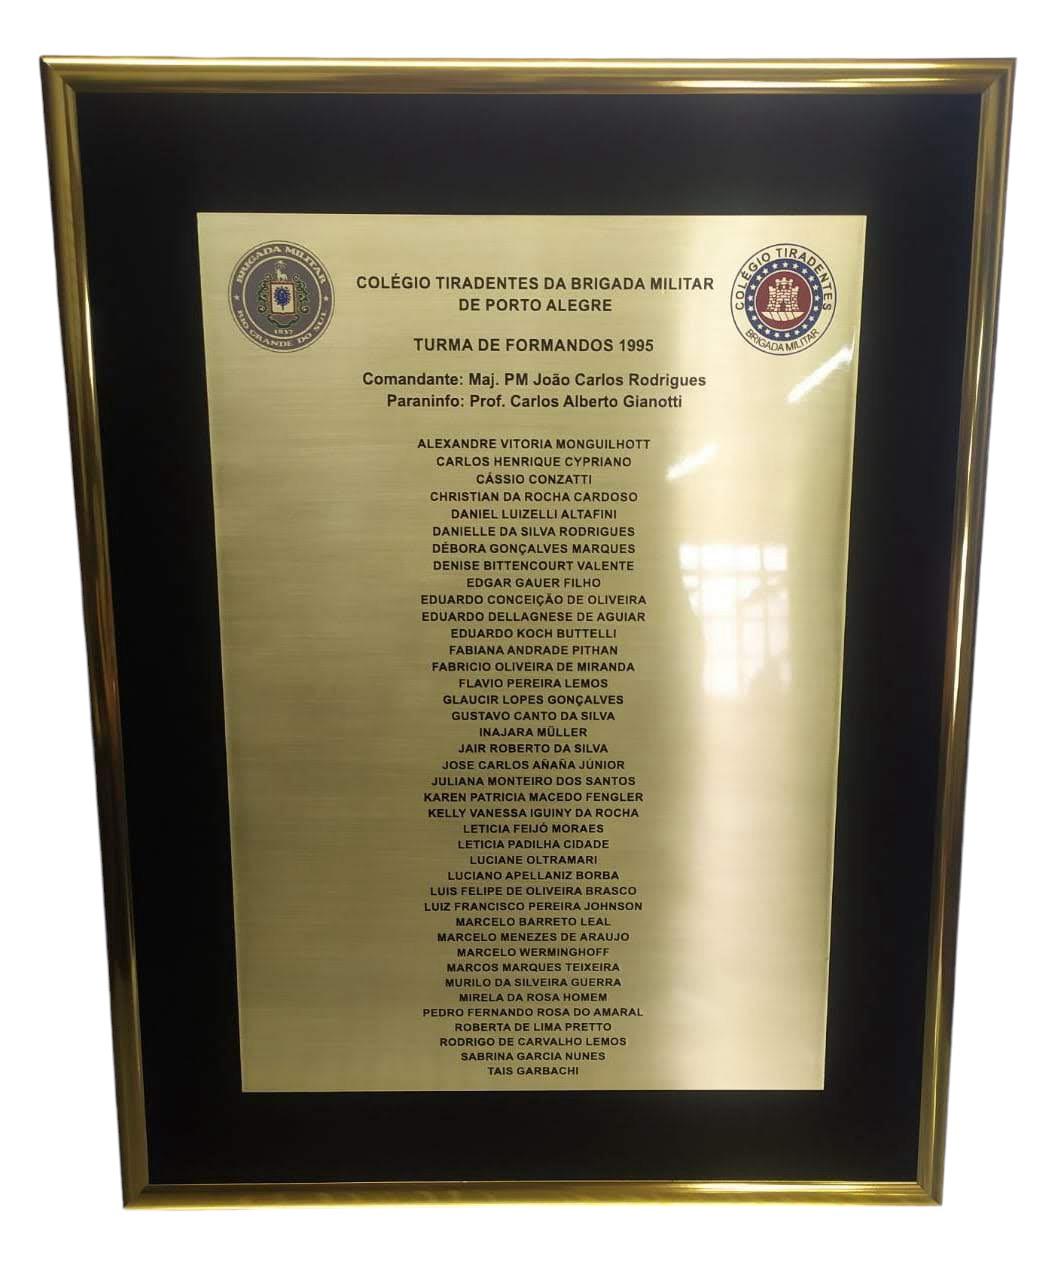 BRIGADA MILITAR
1837
RIO GRANDE DO SUL
COLÉGIO TIRADENTES
BRIGADA MILITAR
COLÉGIO TIRADENTES DA BRIGADA MILITAR
DE PORTO ALEGRE
TURMA DE FORMANDOS 1995
Comandante: Maj. PM João Carlos Rodrigues
Paraninfo: Prof. Carlos Alberto Gianotti
ALEXANDRE VITORIA MONGUILHOTT
CARLOS HENRIQUE CYPRIANO
CÁSSIO CONZATTI
CHRISTIAN DA ROCHA CARDOSO
DANIEL LUIZELLI ALTAFINI
DANIELLE DA SILVA RODRIGUES
DÉBORA GONÇALVES MARQUES
DENISE BITTENCOURT VALENTE
EDGAR GAUER FILHO
EDUARDO CONCEIÇÃO DE OLIVEIRA
EDUARDO DELLAGNESE DE AGUIAR
EDUARDO KOCH BUTTELLI
FABIANA ANDRADE PITHAN
FABRICIO OLIVEIRA DE MIRANDA
FLAVIO PEREIRA LEMOS
GLAUCIR LOPES GONÇALVES
GUSTAVO CANTO DA SILVA
INAJARA MÜLLER
JAIR ROBERTO DA SILVA
JOSE CARLOS AÑAÑA JÚNIOR
JULIANA MONTEIRO DOS SANTOS
KAREN PATRICIA MACEDO FENGLER
KELLY VANESSA IGUINY DA ROCHA
LETICIA FEIJÓ MORAES
LETICIA PADILHA CIDADE
LUCIANE OLTRAMARI
LUCIANO APELLANIZ BORBA
LUIS FELIPE DE OLIVEIRA BRASCO
LUIZ FRANCISCO PEREIRA JOHNSON
MARCELO BARRETO LEAL
MARCELO MENEZES DE ARAUJO
MARCELO WERMINGHOFF
MARCOS MARQUES TEIXEIRA
MURILO DA SILVEIRA GUERRA
MIRELA DA ROSA HOMEM
PEDRO FERNANDO ROSA DO AMARAL
ROBERTA DE LIMA PRETTO
RODRIGO DE CARVALHO LEMOS
SABRINA GARCIA NUNES
TAIS GARBACHI